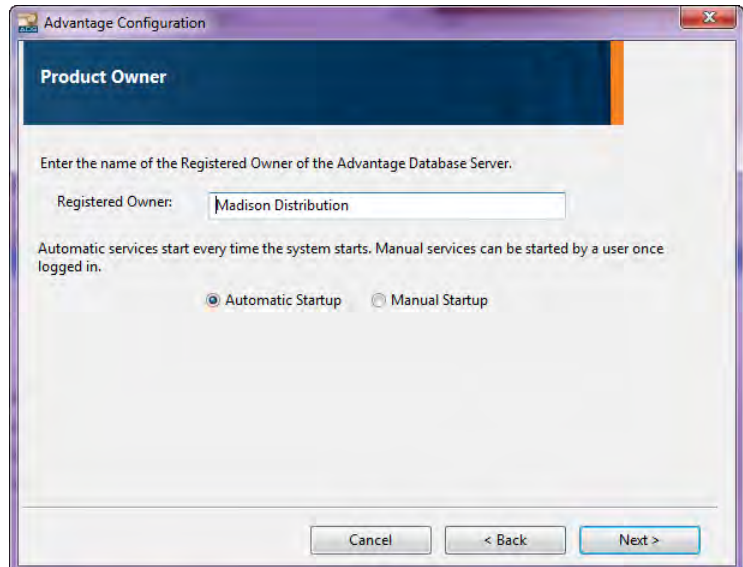 Advantage Configuration
Product Owner
Enter the name of the Registered Owner of the Advantage Database Server.
Registered Owner: Madison Distribution
Automatic services start every time the system starts. Manual services can be started by a user once
logged in.
Automatic Startup Manual Startup
Cancel < Back Next >